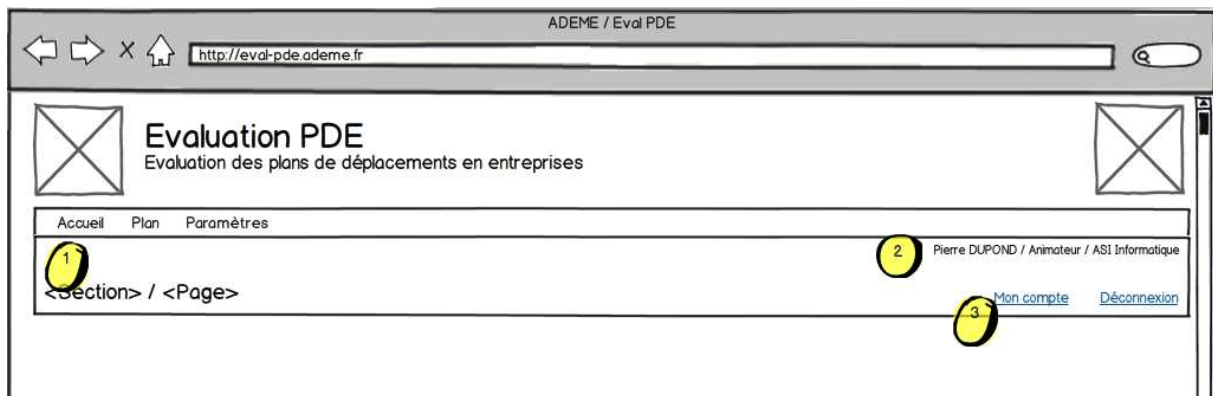 ADEME / Eval PDE
http://eval-pde.ademe.fr
Evaluation PDE
Evaluation des plans de déplacements en entreprises
Accueil Plan Paramètres
1
2
Pierre DUPOND / Animateur / ASI Informatique
<Section> / <Page>
Mon compte Déconnexion
3